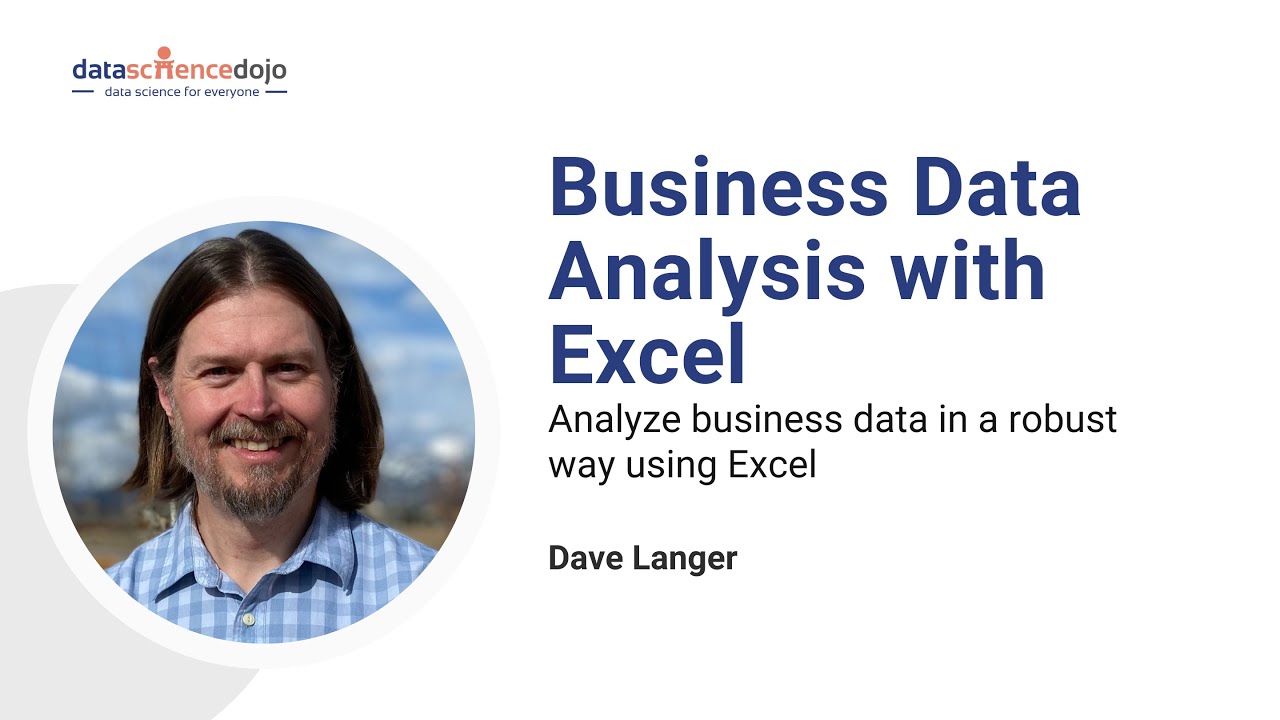 datasciencedojo
data science for everyone
Business Data
Analysis with
Excel
Analyze business data in a robust
way using Excel
Dave Langer